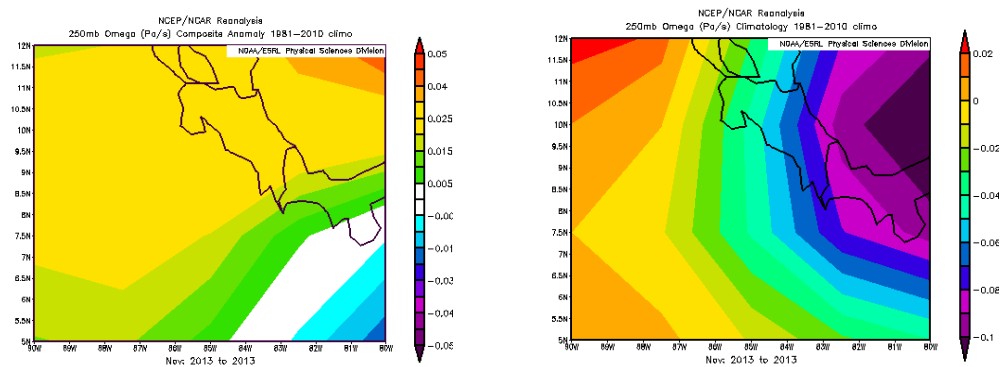 NCEP/NCAR Reanalysis
250mb Omega (Pa/s) Composite Anomaly 1981-2010 climo
NOAA/ESRL Physical Sciences Division
12N
11.5N
11N
10.5N
10N
9.5N
9N
8.5N
8N
7.5N
7N
6.5N
6N
5.5N
5N
90W 89W 88W 87W 86W 85W 84W 83W 82W 81W 80W
Nov: 2013 to 2013
0.05
0.04
0.025
0.015
0.005
-0.00
-0.01
-0.03
-0.04
-0.05
NCEP/NCAR Reanalysis
250mb Omega (Pa/s) Climatology 1981-2010 climo
NOAA/ESRL Physical Sciences Division
12N
11.5N
11N
10.5N
10N
9.5N
9N
8.5N
8N
7.5N
7N
6.5N
6N
5.5N
5N
90W 89W 88W 87W 86W 85W 84W 83W 82W 81W 80W
Nov: 2013 to 2013
0.02
0
-0.02
-0.04
-0.06
-0.08
-0.1